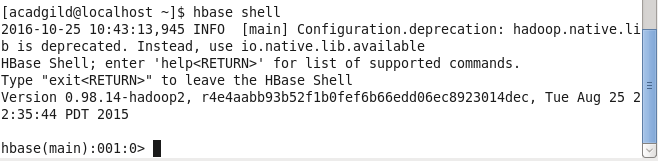 [acadgild@localhost ~]$ hbase shell
2016-10-25 10:43:13,945 INFO  [main] Configuration.deprecation: hadoop.native.li
b is deprecated. Instead, use io.native.lib.available
HBase Shell; enter 'help<RETURN>' for list of supported commands.
Type "exit<RETURN>" to leave the HBase Shell
Version 0.98.14-hadoop2, r4e4aabb93b52f1b0fef6b66edd06ec8923014dec, Tue Aug 25 2
2:35:44 PDT 2015
hbase(main):001:0>